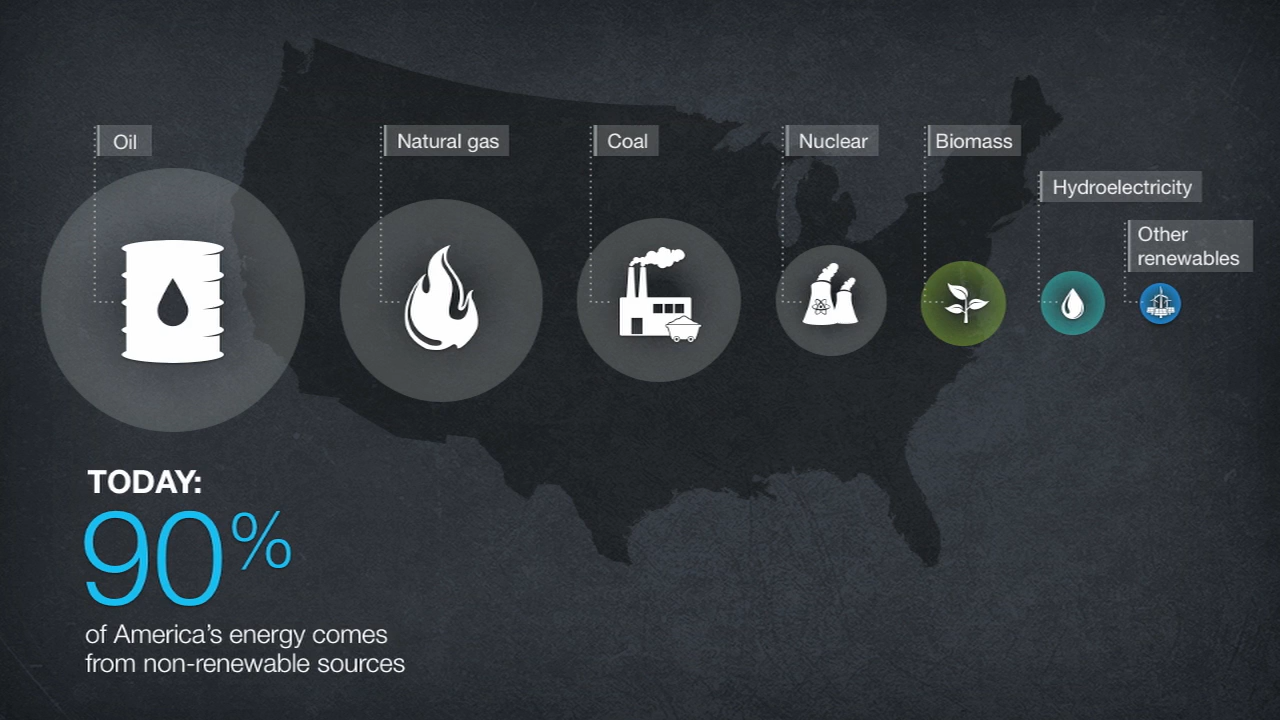 Oil
Natural gas
Coal
Nuclear
Biomass
Hydroelectricity
Other
renewables
TODAY:
90%
of America's energy comes
from non-renewable sources